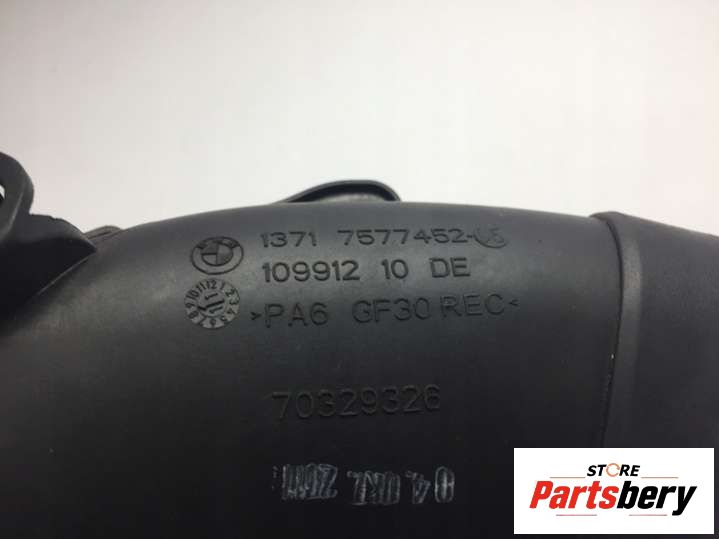 1371 7577452-05
109912 10 DE
>PA6 GF30 REC<
70329326
STORE
Partsbery